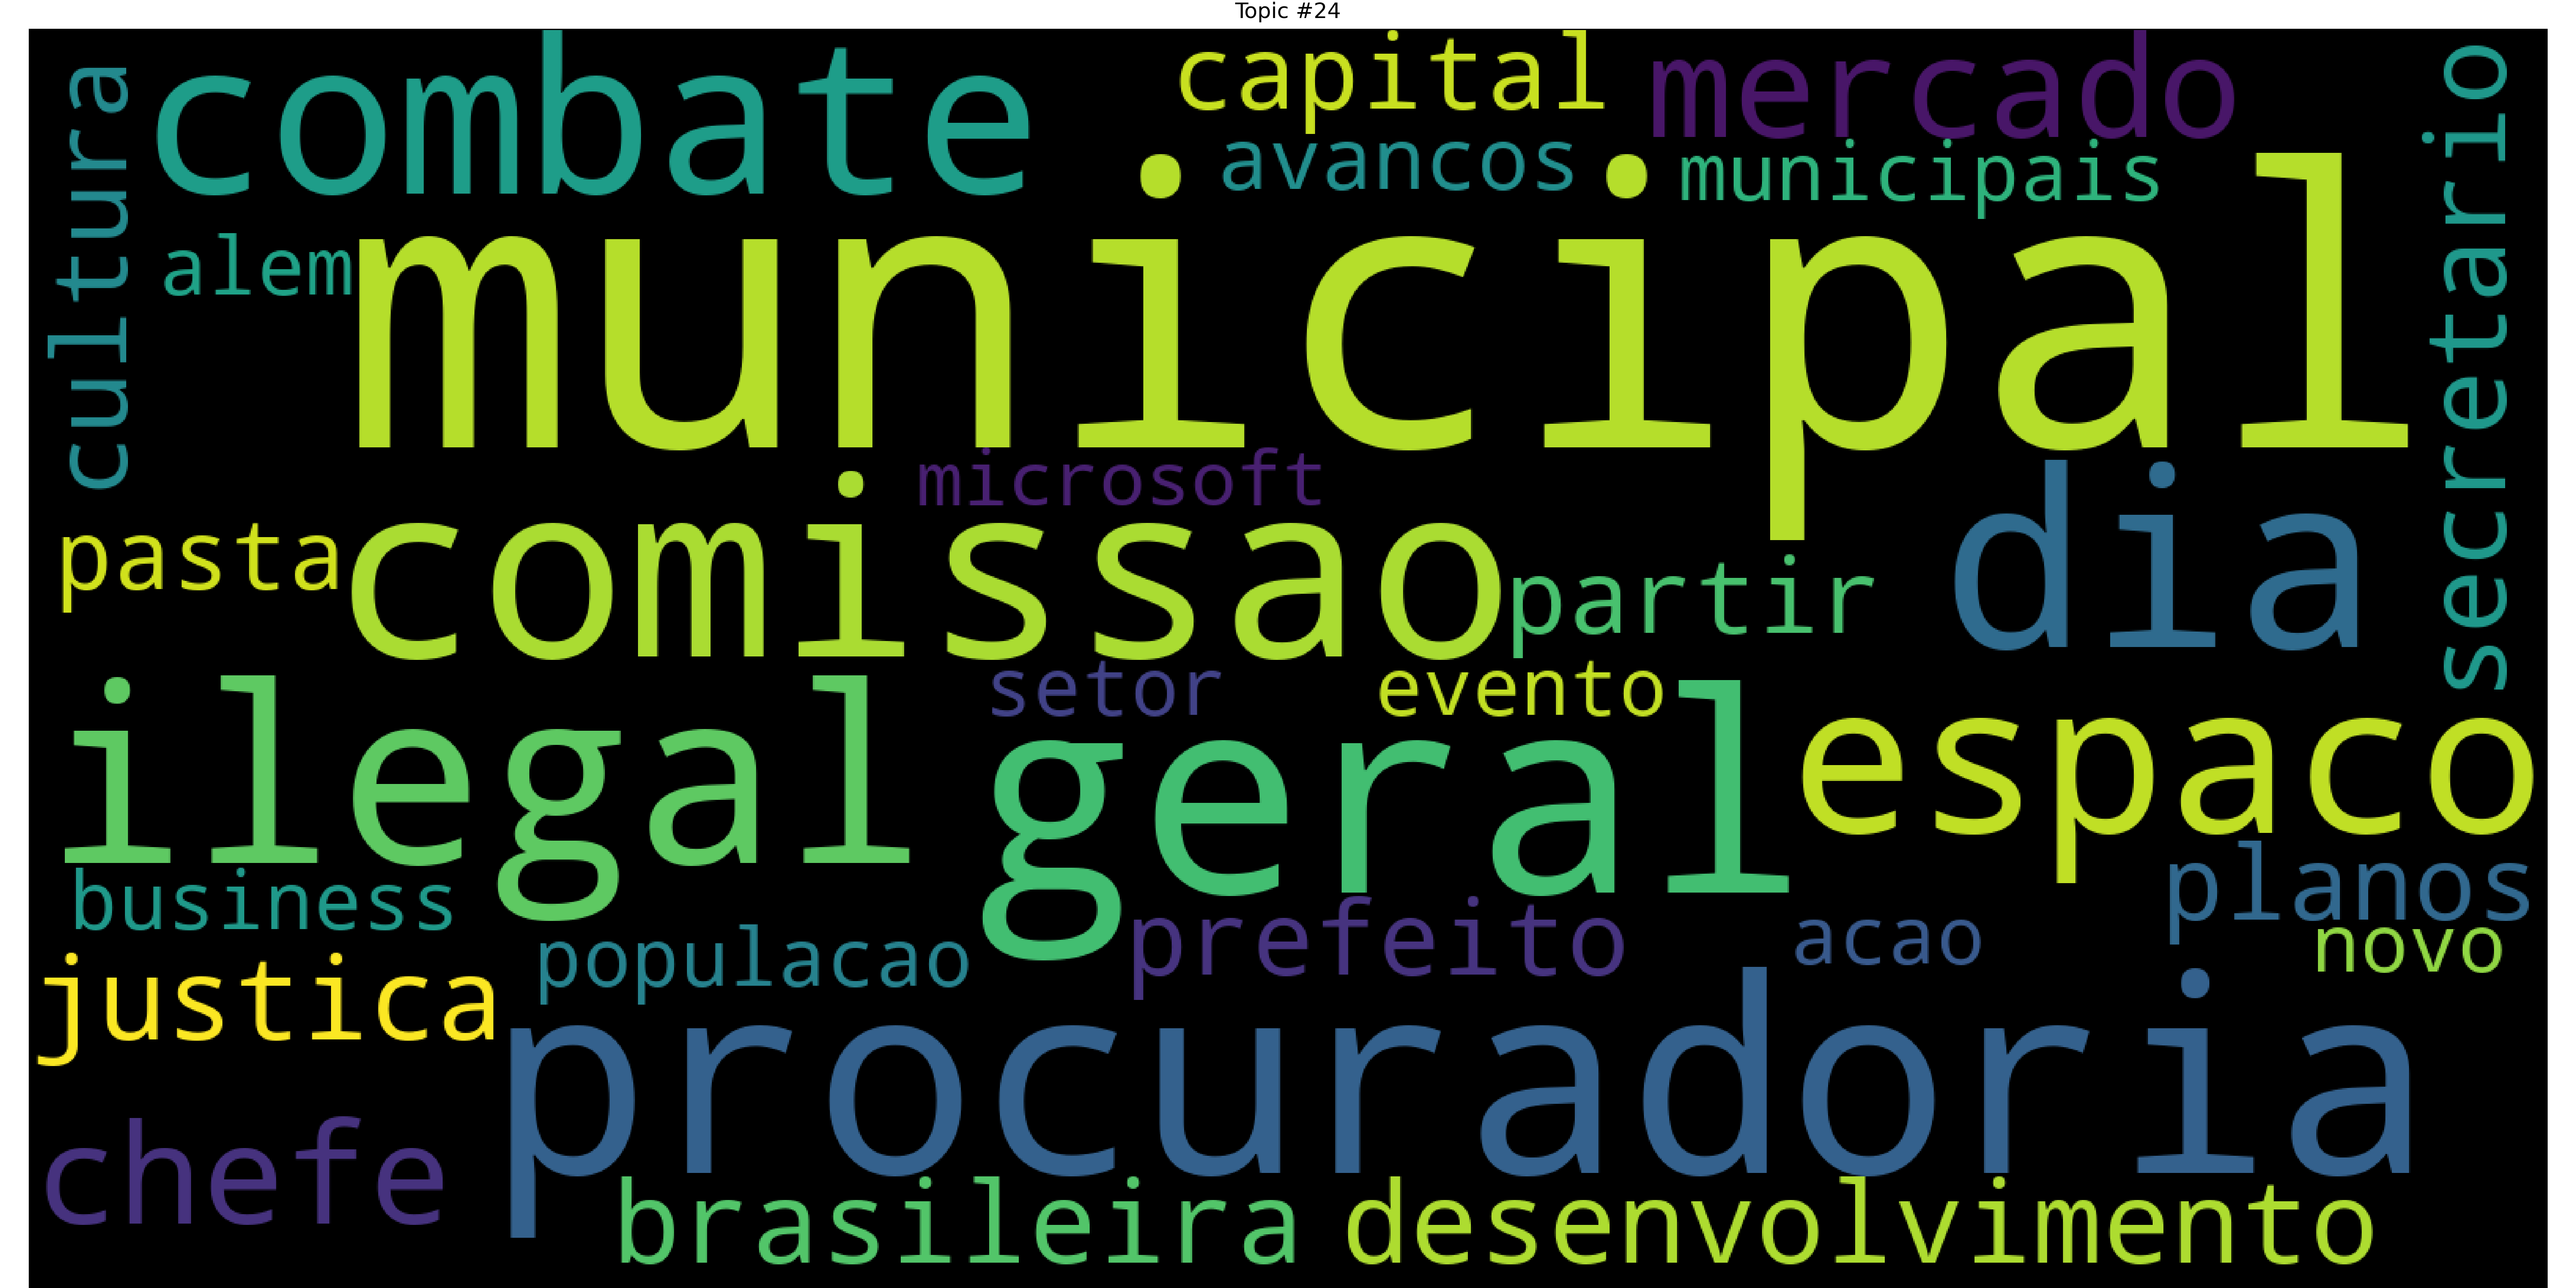 Topic #24
cultura
combate
capital
mercado
secretario
avancos
municipais
alem
municipal
microsoft
pasta
comissao
partir
dia
setor
evento
ilegal
geral
espaco
business
planos
populacao
prefeito
acao
novo
justica
procuradoria
chefe
brasileira
desenvolvimento